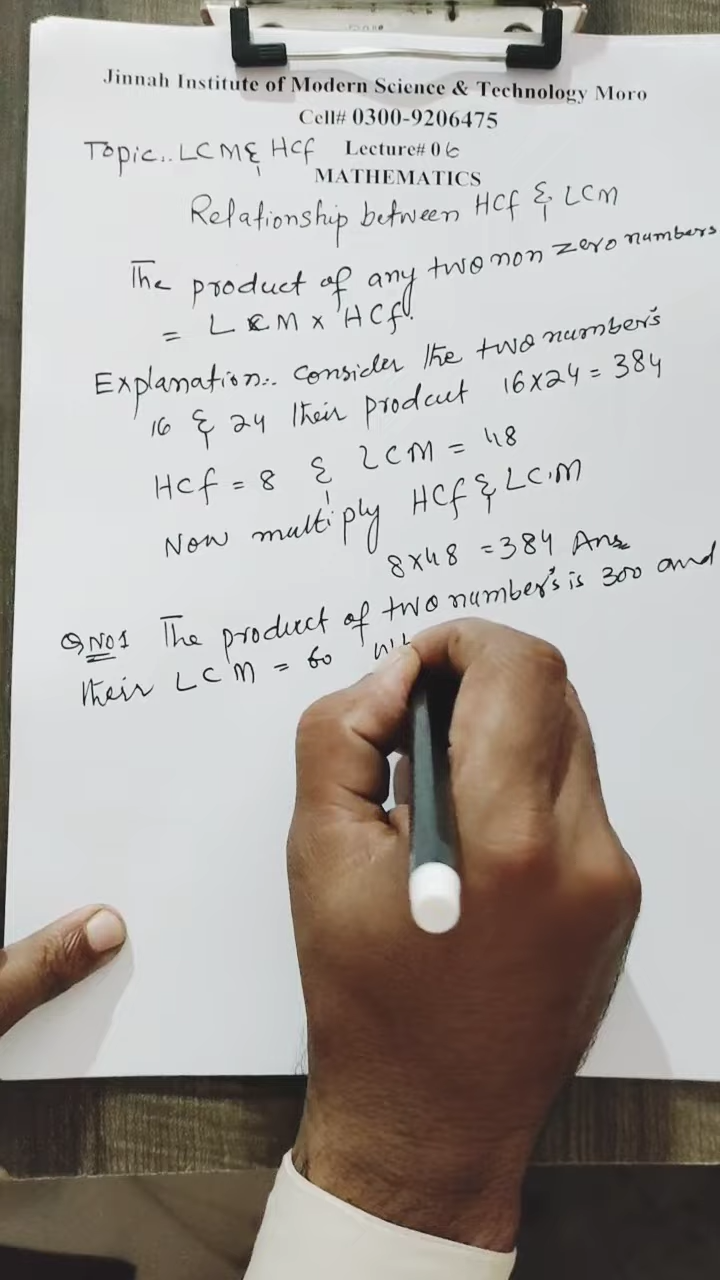 Jinnah Institute of Modern Science & Technology Moro
Cell# 0300-9206475
Topic.. LCM & HCf Lecture# 06
MATHEMATICS
Relationship between HCf & LCM
The product of any two non zero numbers
= LCM x HCf.
Explanation:. consider the two number's
16 & 24 their product 16x24 = 384
HCf = 8 & LCM = 48
Now multiply HCf & LC.M
8x48 = 384 Ans
Q No1 The product of two number's is 300 and
their LCM = 60